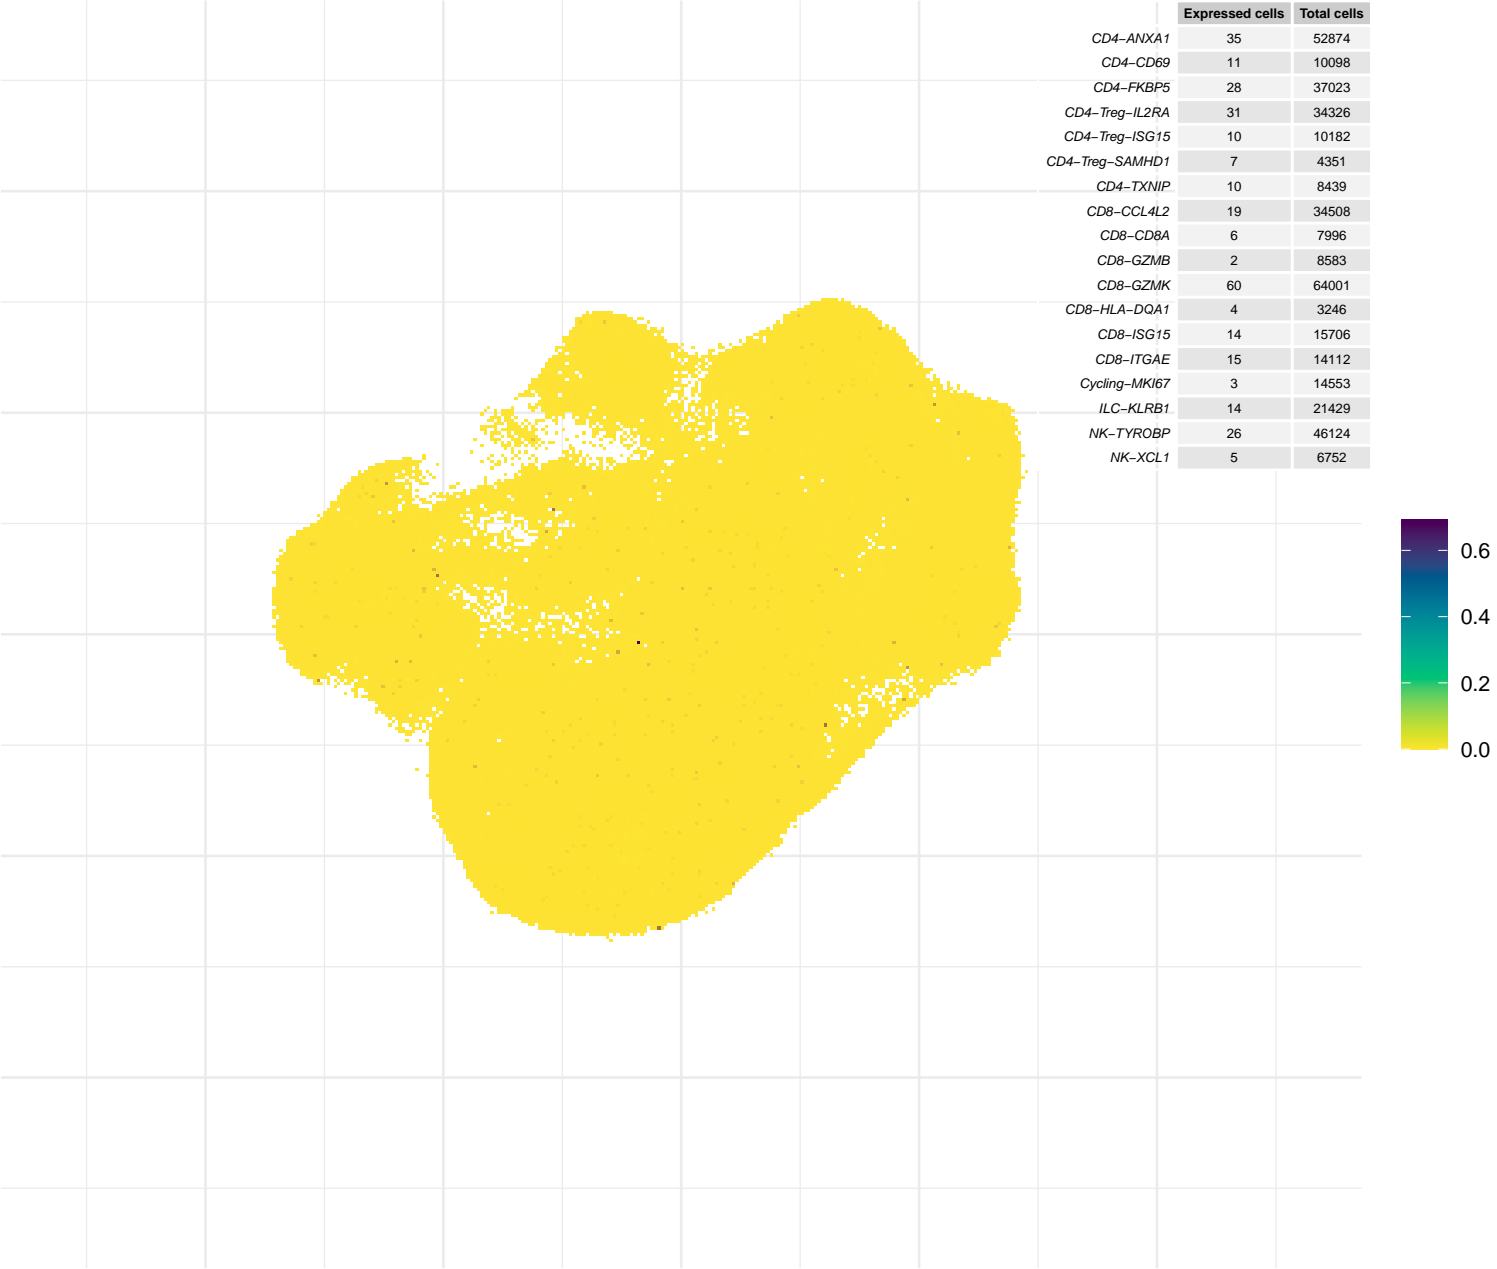 Expressed cells Total cells
CD4−ANXA1 35 52874
CD4−CD69 11 10098
CD4−FKBP5 28 37023
CD4−Treg−IL2RA 31 34326
CD4−Treg−ISG15 10 10182
CD4−Treg−SAMHD1 7 4351
CD4−TXNIP 10 8439
CD8−CCL4L2 19 34508
CD8−CD8A 6 7996
CD8−GZMB 2 8583
CD8−GZMK 60 64001
CD8−HLA−DQA1 4 3246
CD8−ISG15 14 15706
CD8−ITGAE 15 14112
Cycling−MKI67 3 14553
ILC−KLRB1 14 21429
NK−TYROBP 26 46124
NK−XCL1 5 6752
0.6
0.4
0.2
0.0